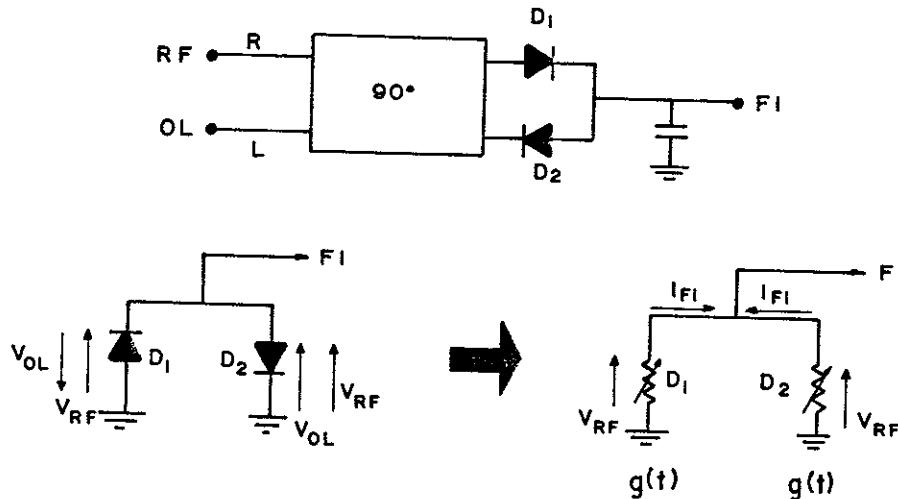 D1
RF R
90°
FI
OL
L
D2
FI
F
IFI IFI
VOL
D1
D2
VRF
VRF
VOL
D1
D2
VRF
VRF
g(t) g(t)